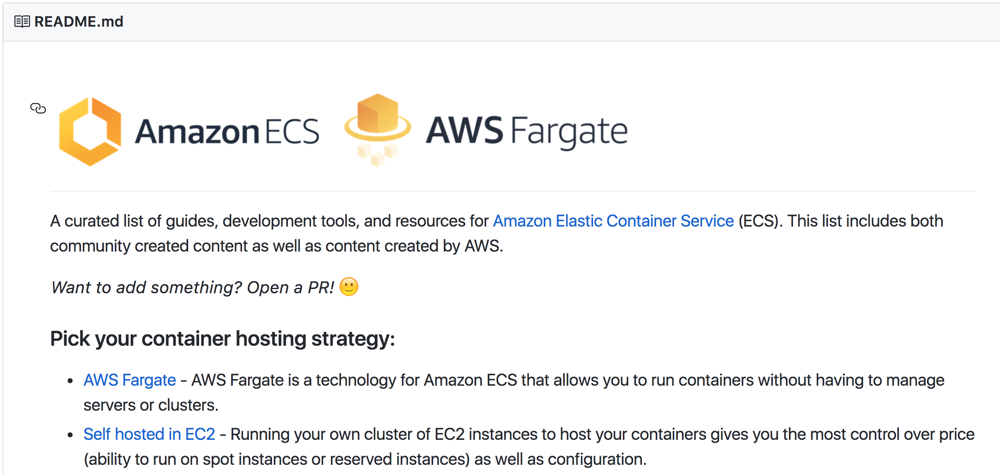 README.md
Amazon ECS AWS Fargate
A curated list of guides, development tools, and resources for Amazon Elastic Container Service (ECS). This list includes both
community created content as well as content created by AWS.
Want to add something? Open a PR! 🙂
Pick your container hosting strategy:
• AWS Fargate - AWS Fargate is a technology for Amazon ECS that allows you to run containers without having to manage
servers or clusters.
• Self hosted in EC2 - Running your own cluster of EC2 instances to host your containers gives you the most control over price
(ability to run on spot instances or reserved instances) as well as configuration.